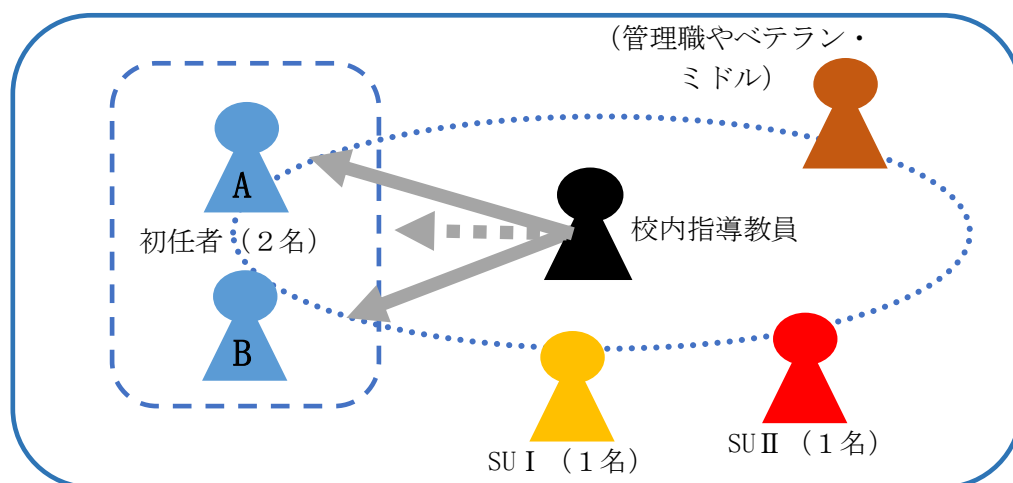 （管理職やベテラン・
ミドル）
A
初任者（２名）
校内指導教員
B
SUⅠ（１名）
SUⅡ（１名）